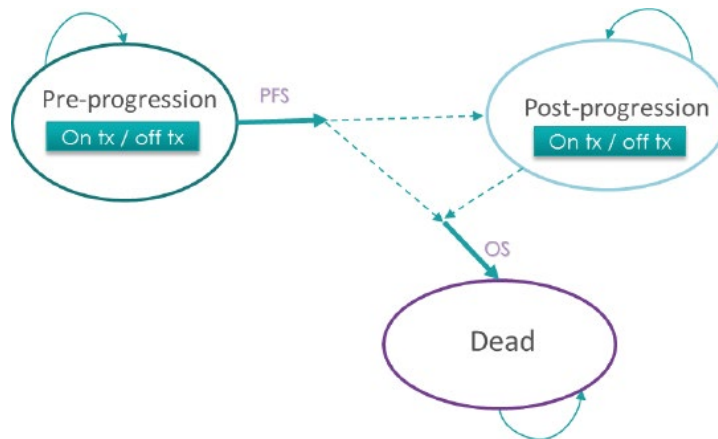 Pre-progression
On tx / off tx
PFS
Post-progression
On tx / off tx
OS
Dead